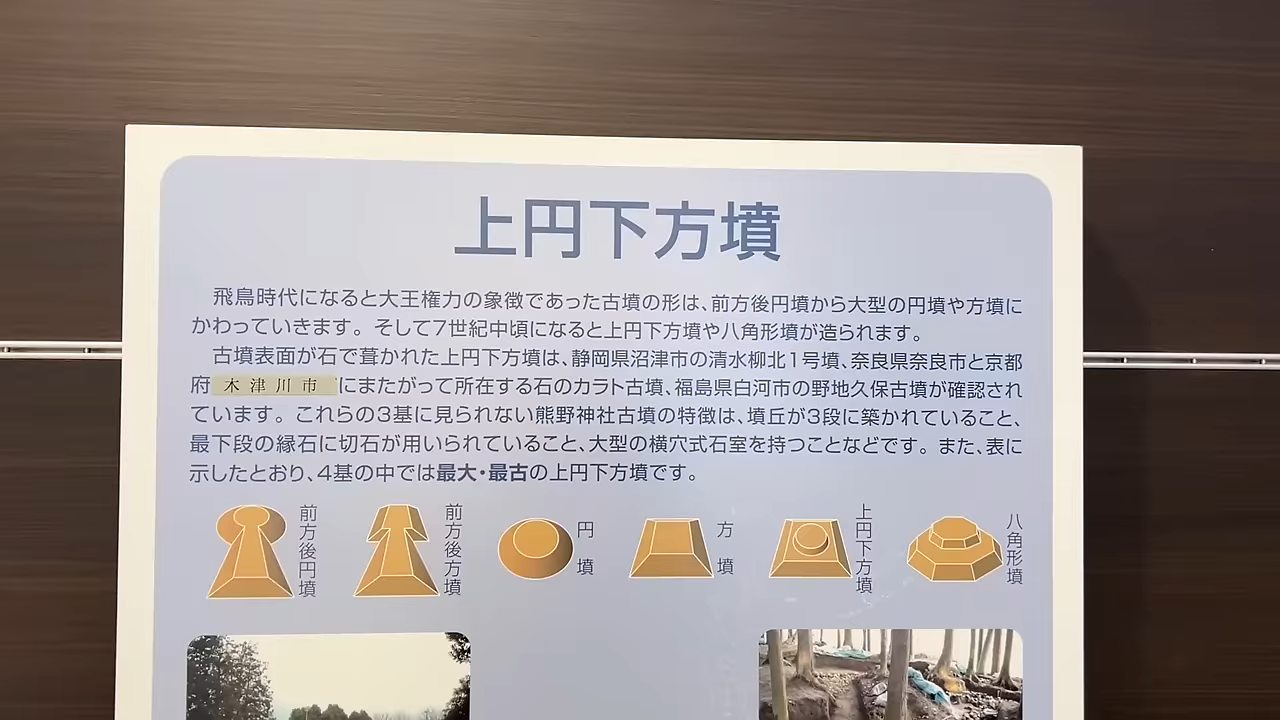 上円下方墳
飛鳥時代になると大王権力の象徴であった古墳の形は、前方後円墳から大型の円墳や方墳に
かわっていきます。そして7世紀中頃になると上円下方墳や八角形墳が造られます。
古墳表面が石で葺かれた上円下方墳は、静岡県沼津市の清水柳北1号墳、奈良県奈良市と京都
府木津川市にまたがって所在する石のカラト古墳、福島県白河市の野地久保古墳が確認され
ています。これらの3基に見られない熊野神社古墳の特徴は、墳丘が3段に築かれていること、
最下段の縁石に切石が用いられていること、大型の横穴式石室を持つことなどです。また、表に
示したとおり、4基の中では最大・最古の上円下方墳です。
前方後円墳
前方後方墳
円墳
方墳
上円下方墳
八角形墳